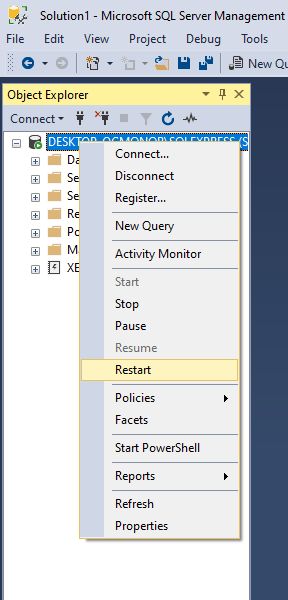 Solution1 - Microsoft SQL Server Management
File Edit View Project Debug Tools
New Qu
Object Explorer
Connect
DESKTOP-OGMONOR\SQLEXPRESS (S
Da
Se
Se
Re
Po
Ma
XE
Connect...
Disconnect
Register...
New Query
Activity Monitor
Start
Stop
Pause
Resume
Restart
Policies
Facets
Start PowerShell
Reports
Refresh
Properties